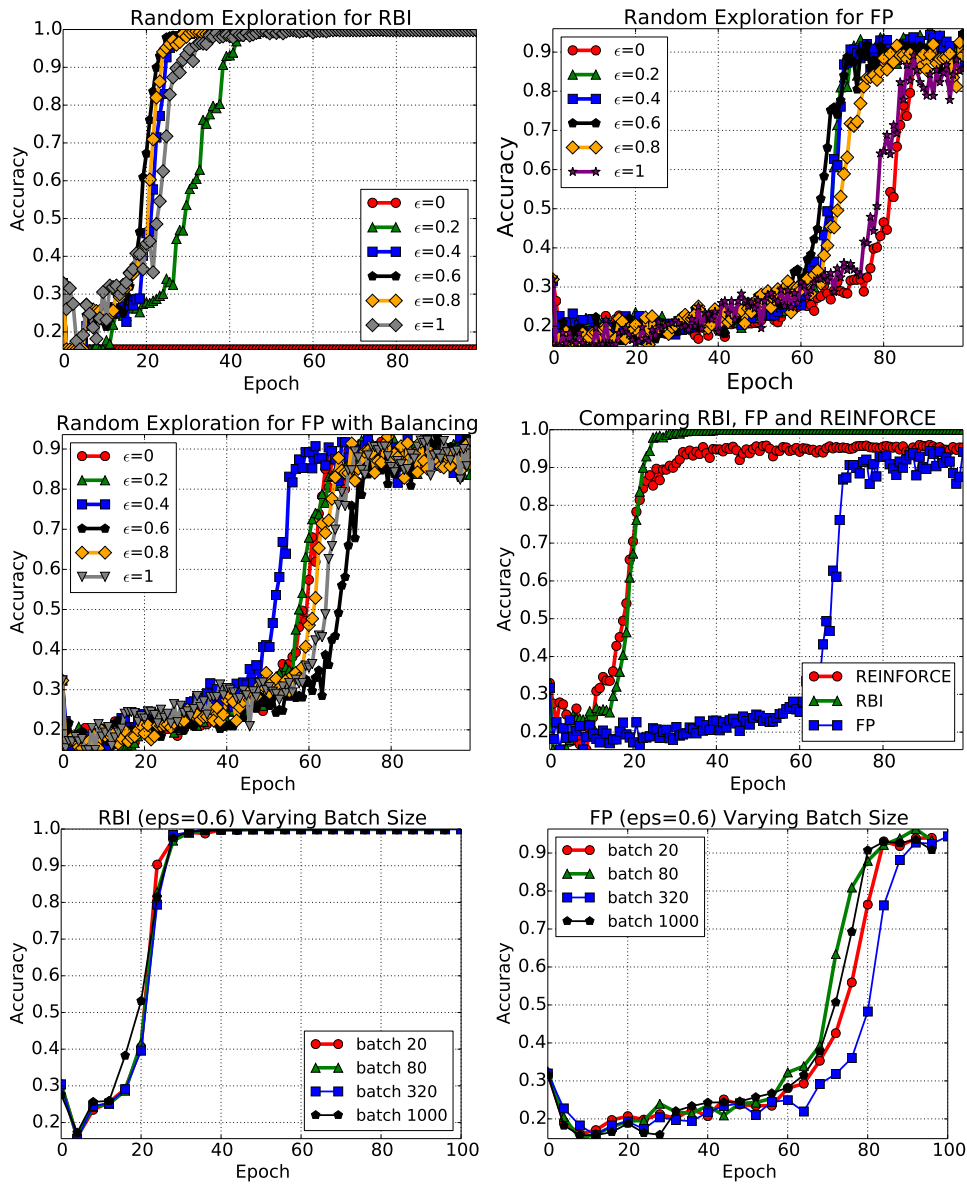 Random Exploration for RBI
1.0
0.9
0.8
0.7
0.6
0.5
0.4
0.3
0.2
Accuracy
ϵ=0
ϵ=0.2
ϵ=0.4
ϵ=0.6
ϵ=0.8
ϵ=1
0 20 40 60 80
Epoch
Random Exploration for FP
0.9
0.8
0.7
0.6
0.5
0.4
0.3
0.2
Accuracy
ϵ=0
ϵ=0.2
ϵ=0.4
ϵ=0.6
ϵ=0.8
ϵ=1
0 20 40 60 80
Epoch
Random Exploration for FP with Balancing
0.9
0.8
0.7
0.6
0.5
0.4
0.3
0.2
Accuracy
ϵ=0
ϵ=0.2
ϵ=0.4
ϵ=0.6
ϵ=0.8
ϵ=1
0 20 40 60 80
Epoch
Comparing RBI, FP and REINFORCE
1.0
0.9
0.8
0.7
0.6
0.5
0.4
0.3
0.2
Accuracy
REINFORCE
RBI
FP
0 20 40 60 80
Epoch
RBI (eps=0.6) Varying Batch Size
1.0
0.9
0.8
0.7
0.6
0.5
0.4
0.3
0.2
Accuracy
batch 20
batch 80
batch 320
batch 1000
0 20 40 60 80 100
Epoch
FP (eps=0.6) Varying Batch Size
0.9
0.8
0.7
0.6
0.5
0.4
0.3
0.2
Accuracy
batch 20
batch 80
batch 320
batch 1000
0 20 40 60 80 100
Epoch